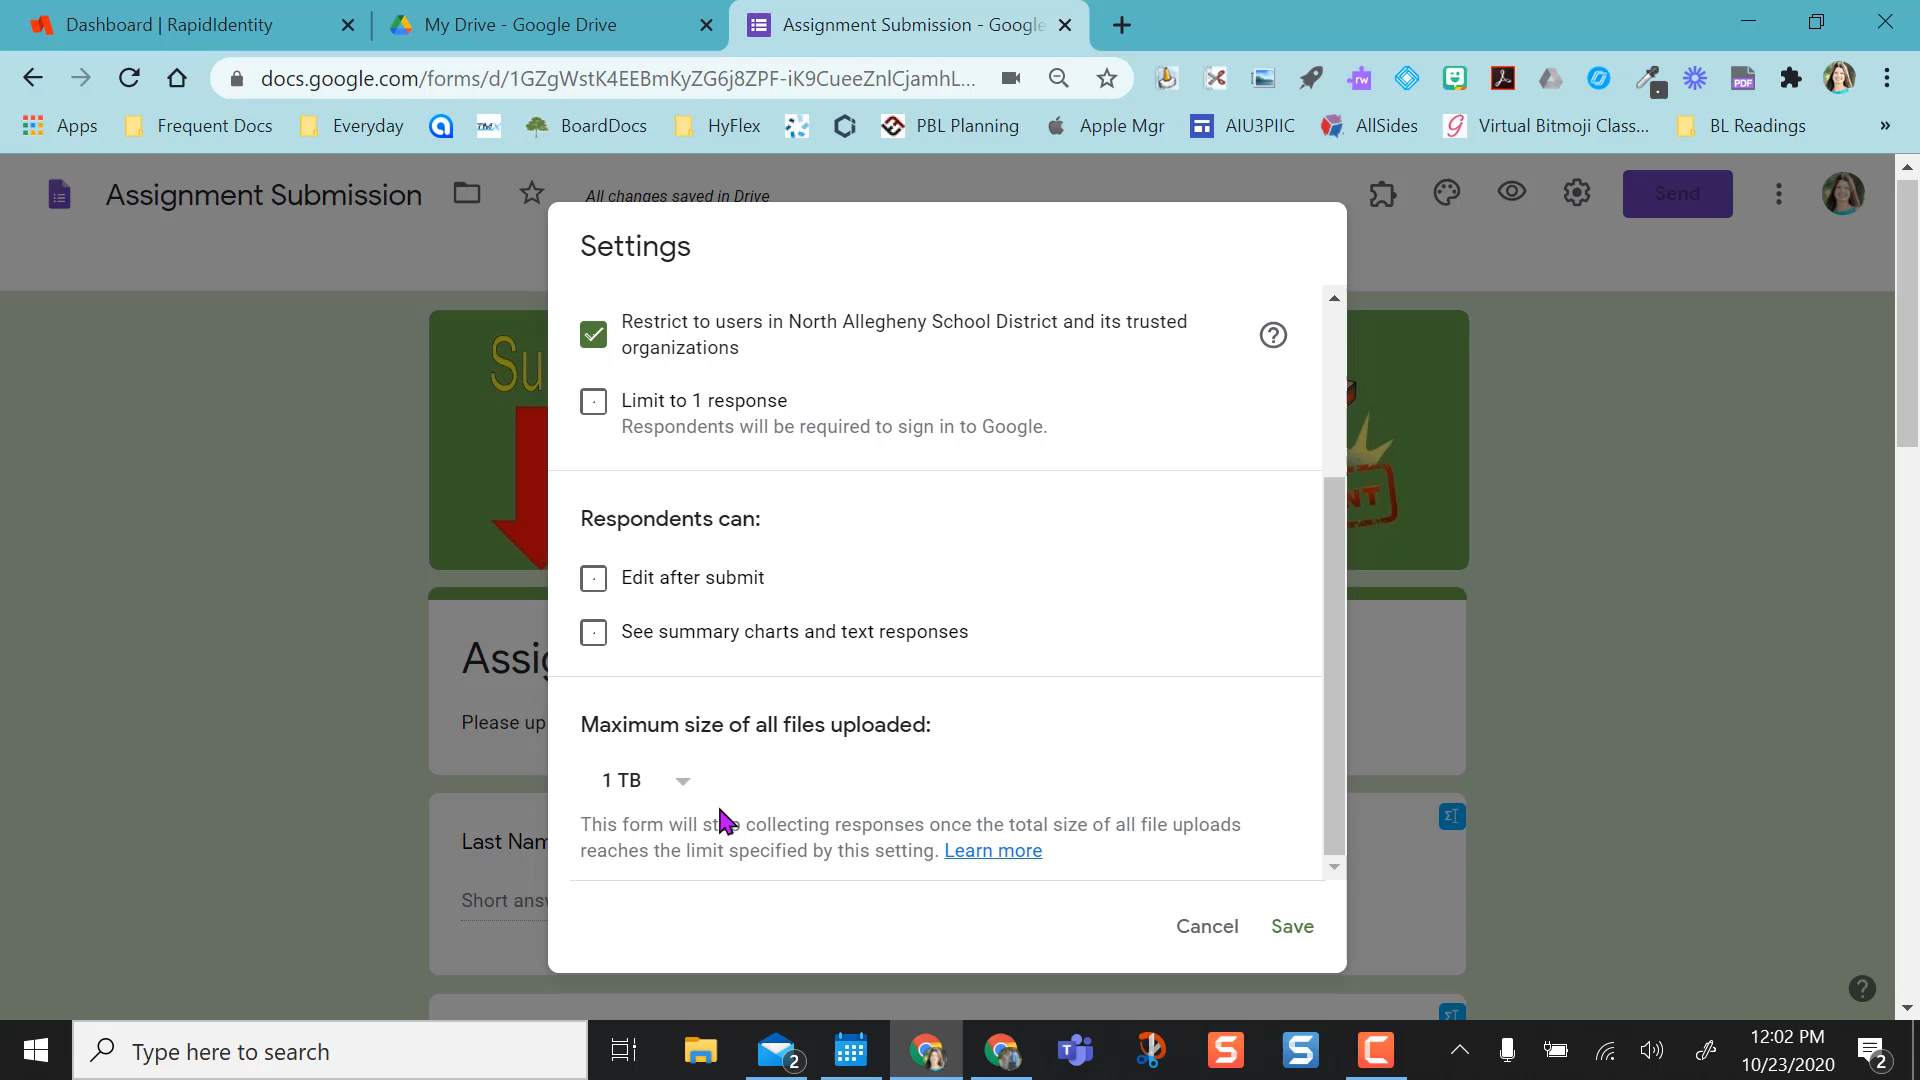 Dashboard | RapidIdentity
My Drive - Google Drive
Assignment Submission - Google
docs.google.com/forms/d/1GZgWstK4EEBmKyZG6j8ZPF-iK9CueeZnlCjamhL...
Apps
Frequent Docs
Everyday
BoardDocs
HyFlex
PBL Planning
Apple Mgr
AIU3PIIC
AllSides
Virtual Bitmoji Class...
BL Readings
»
Assignment Submission
All changes saved in Drive
Send
Settings
Restrict to users in North Allegheny School District and its trusted
organizations
Limit to 1 response
Respondents will be required to sign in to Google.
Su
NT
Respondents can:
Edit after submit
See summary charts and text responses
Assig
Please up
Maximum size of all files uploaded:
1 TB
This form will stop collecting responses once the total size of all file uploads
reaches the limit specified by this setting. Learn more
Last Nam
Short answ
Cancel
Save
Type here to search
2
12:02 PM
10/23/2020
2